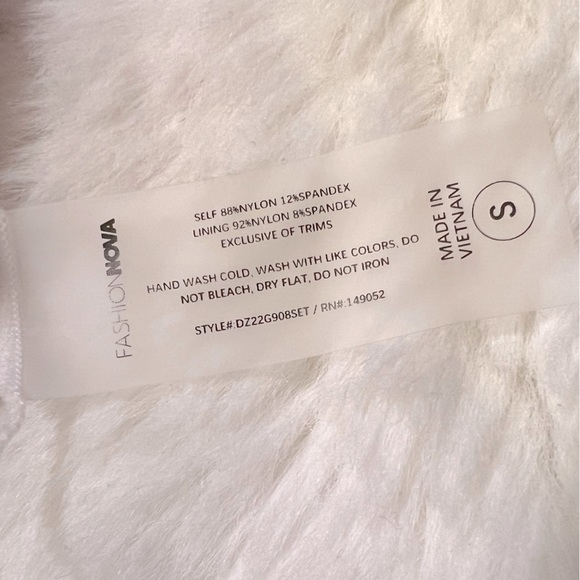 FASHIONNOVA
SELF 88%NYLON 12%SPANDEX
LINING 92%NYLON 8%SPANDEX
EXCLUSIVE OF TRIMS
HAND WASH COLD, WASH WITH LIKE COLORS, DO
NOT BLEACH, DRY FLAT, DO NOT IRON
STYLE#:DZ22G908SET / RN#:149052
MADE IN
VIETNAM
S